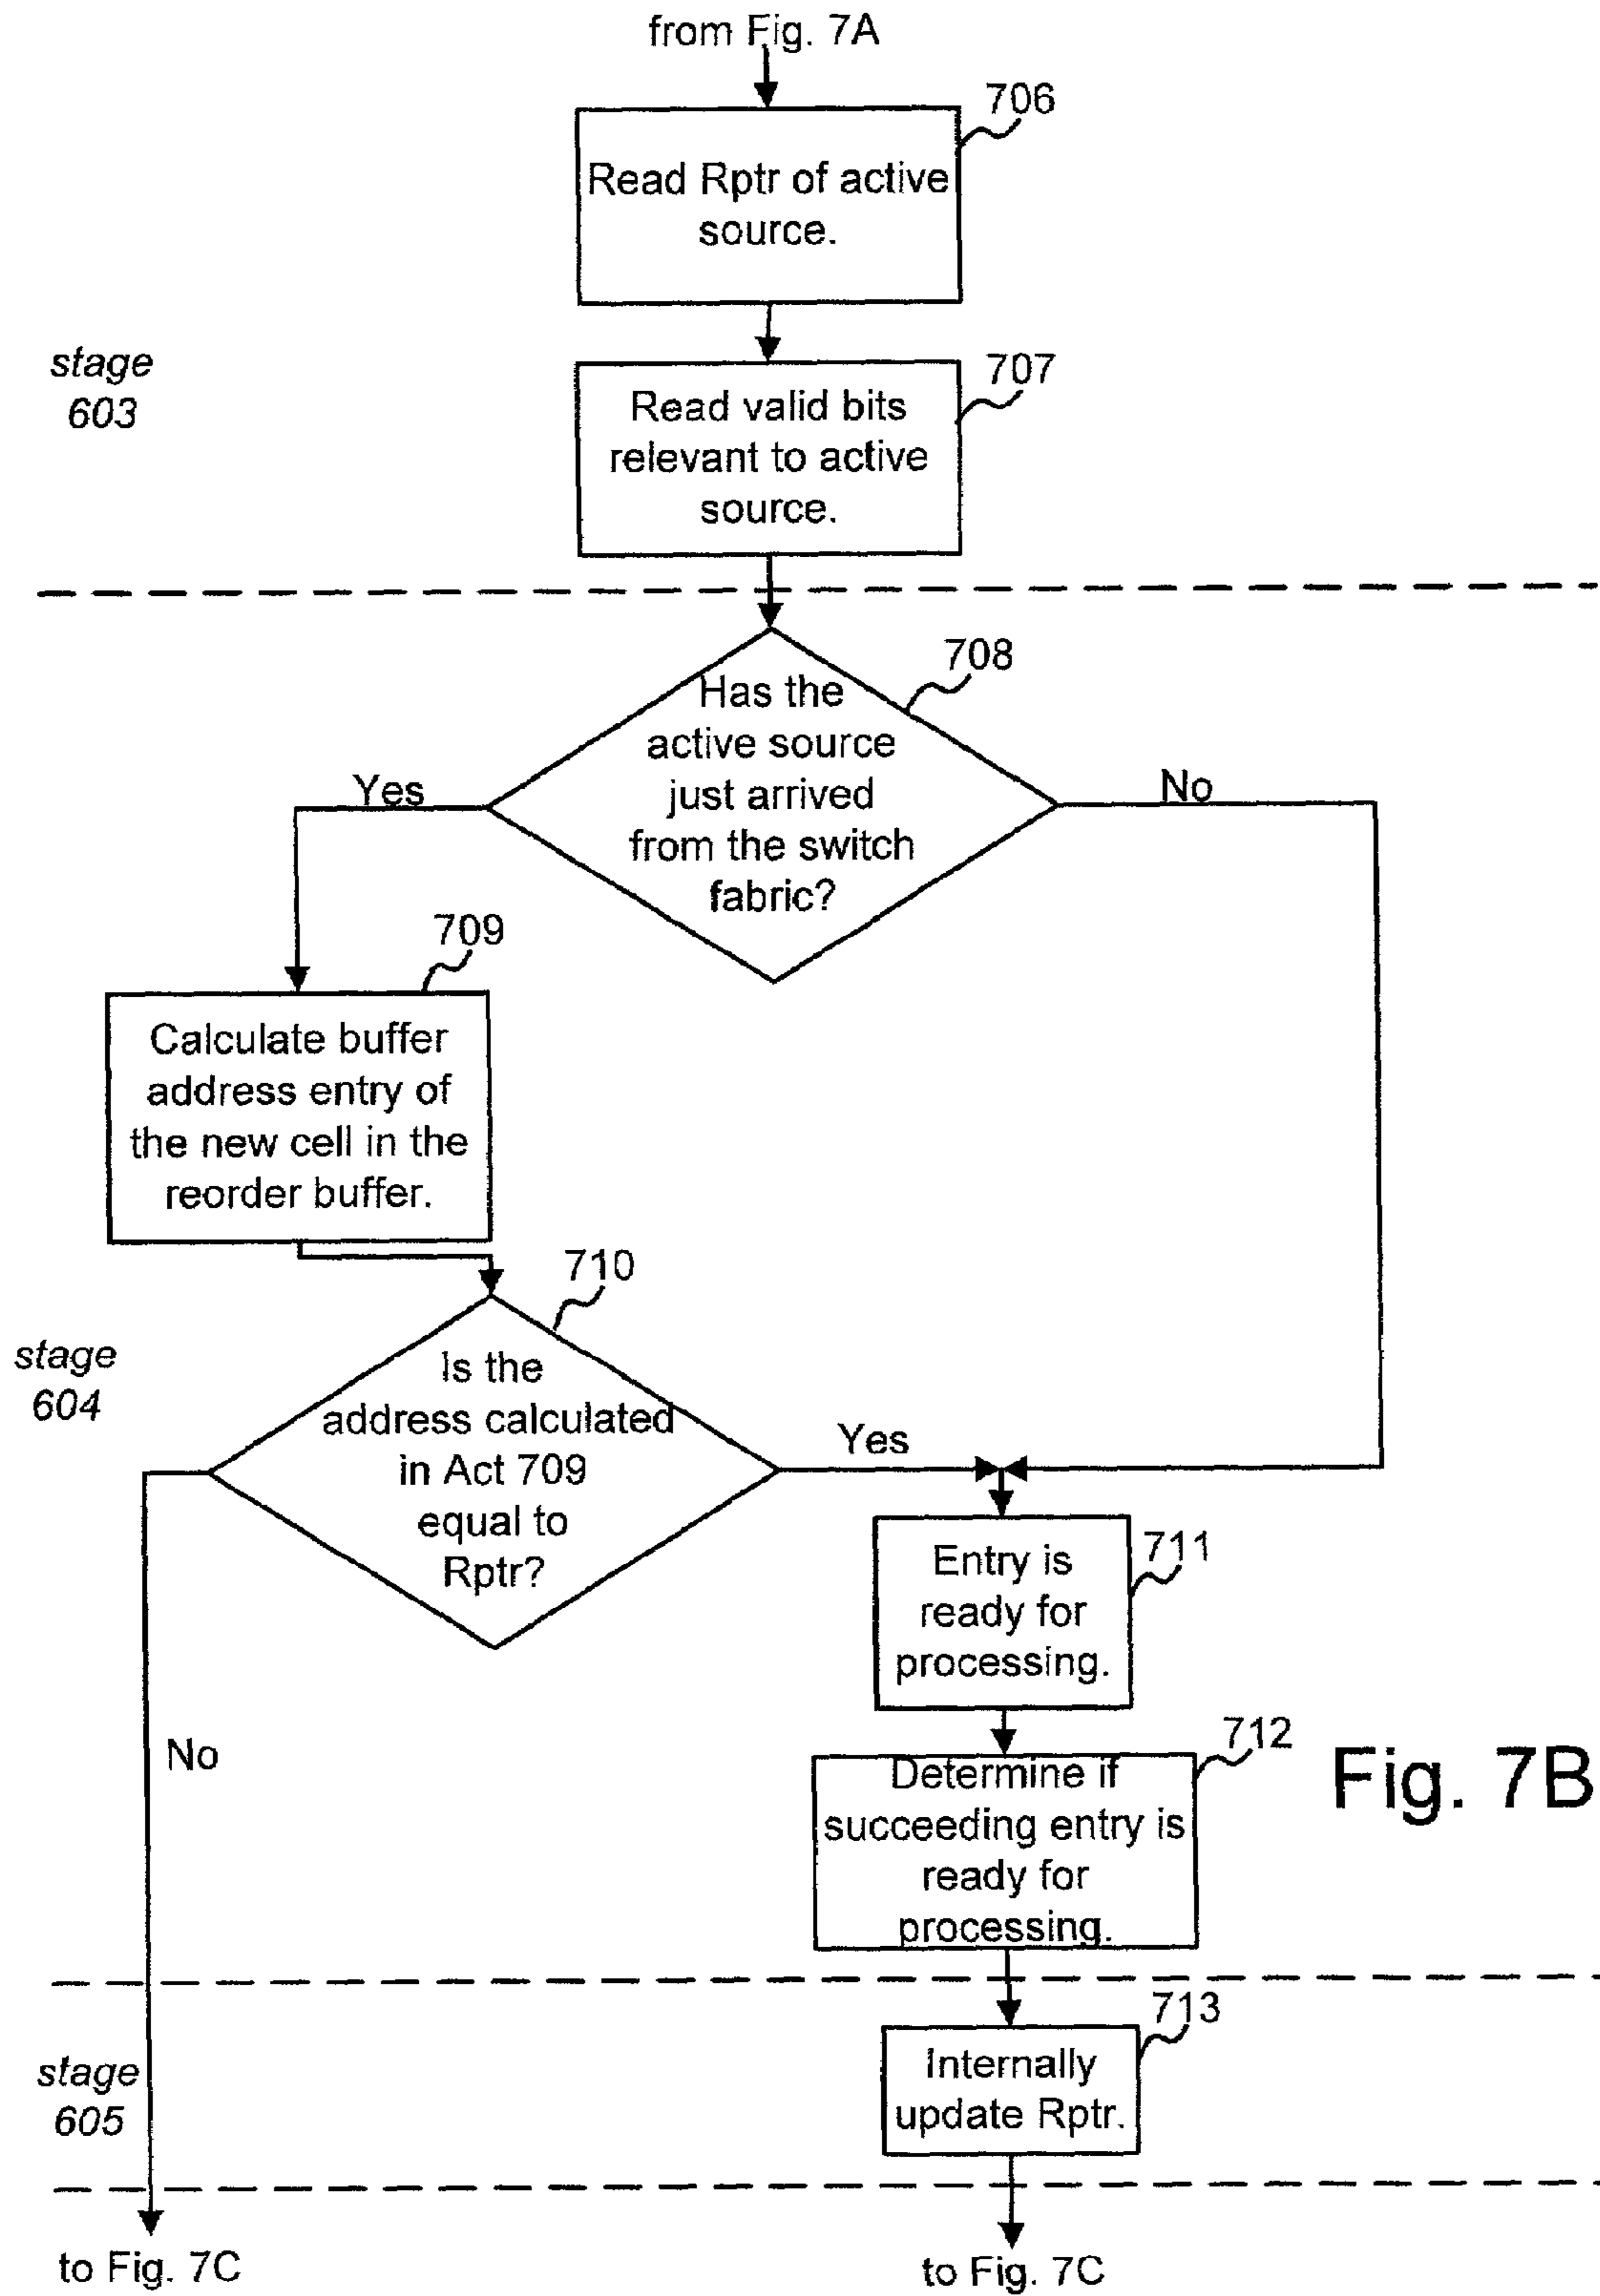 from Fig. 7A
706
Read Rptr of active
source.
stage
603
707
Read valid bits
relevant to active
source.
708
Has the
active source
just arrived
from the switch
fabric?
Yes
No
709
Calculate buffer
address entry of
the new cell in the
reorder buffer.
710
stage
604
Is the
address calculated
in Act 709
equal to
Rptr?
Yes
No
711
Entry is
ready for
processing.
712
Determine if
succeeding entry is
ready for
processing.
Fig. 7B
713
stage
605
Internally
update Rptr.
to Fig. 7C
to Fig. 7C